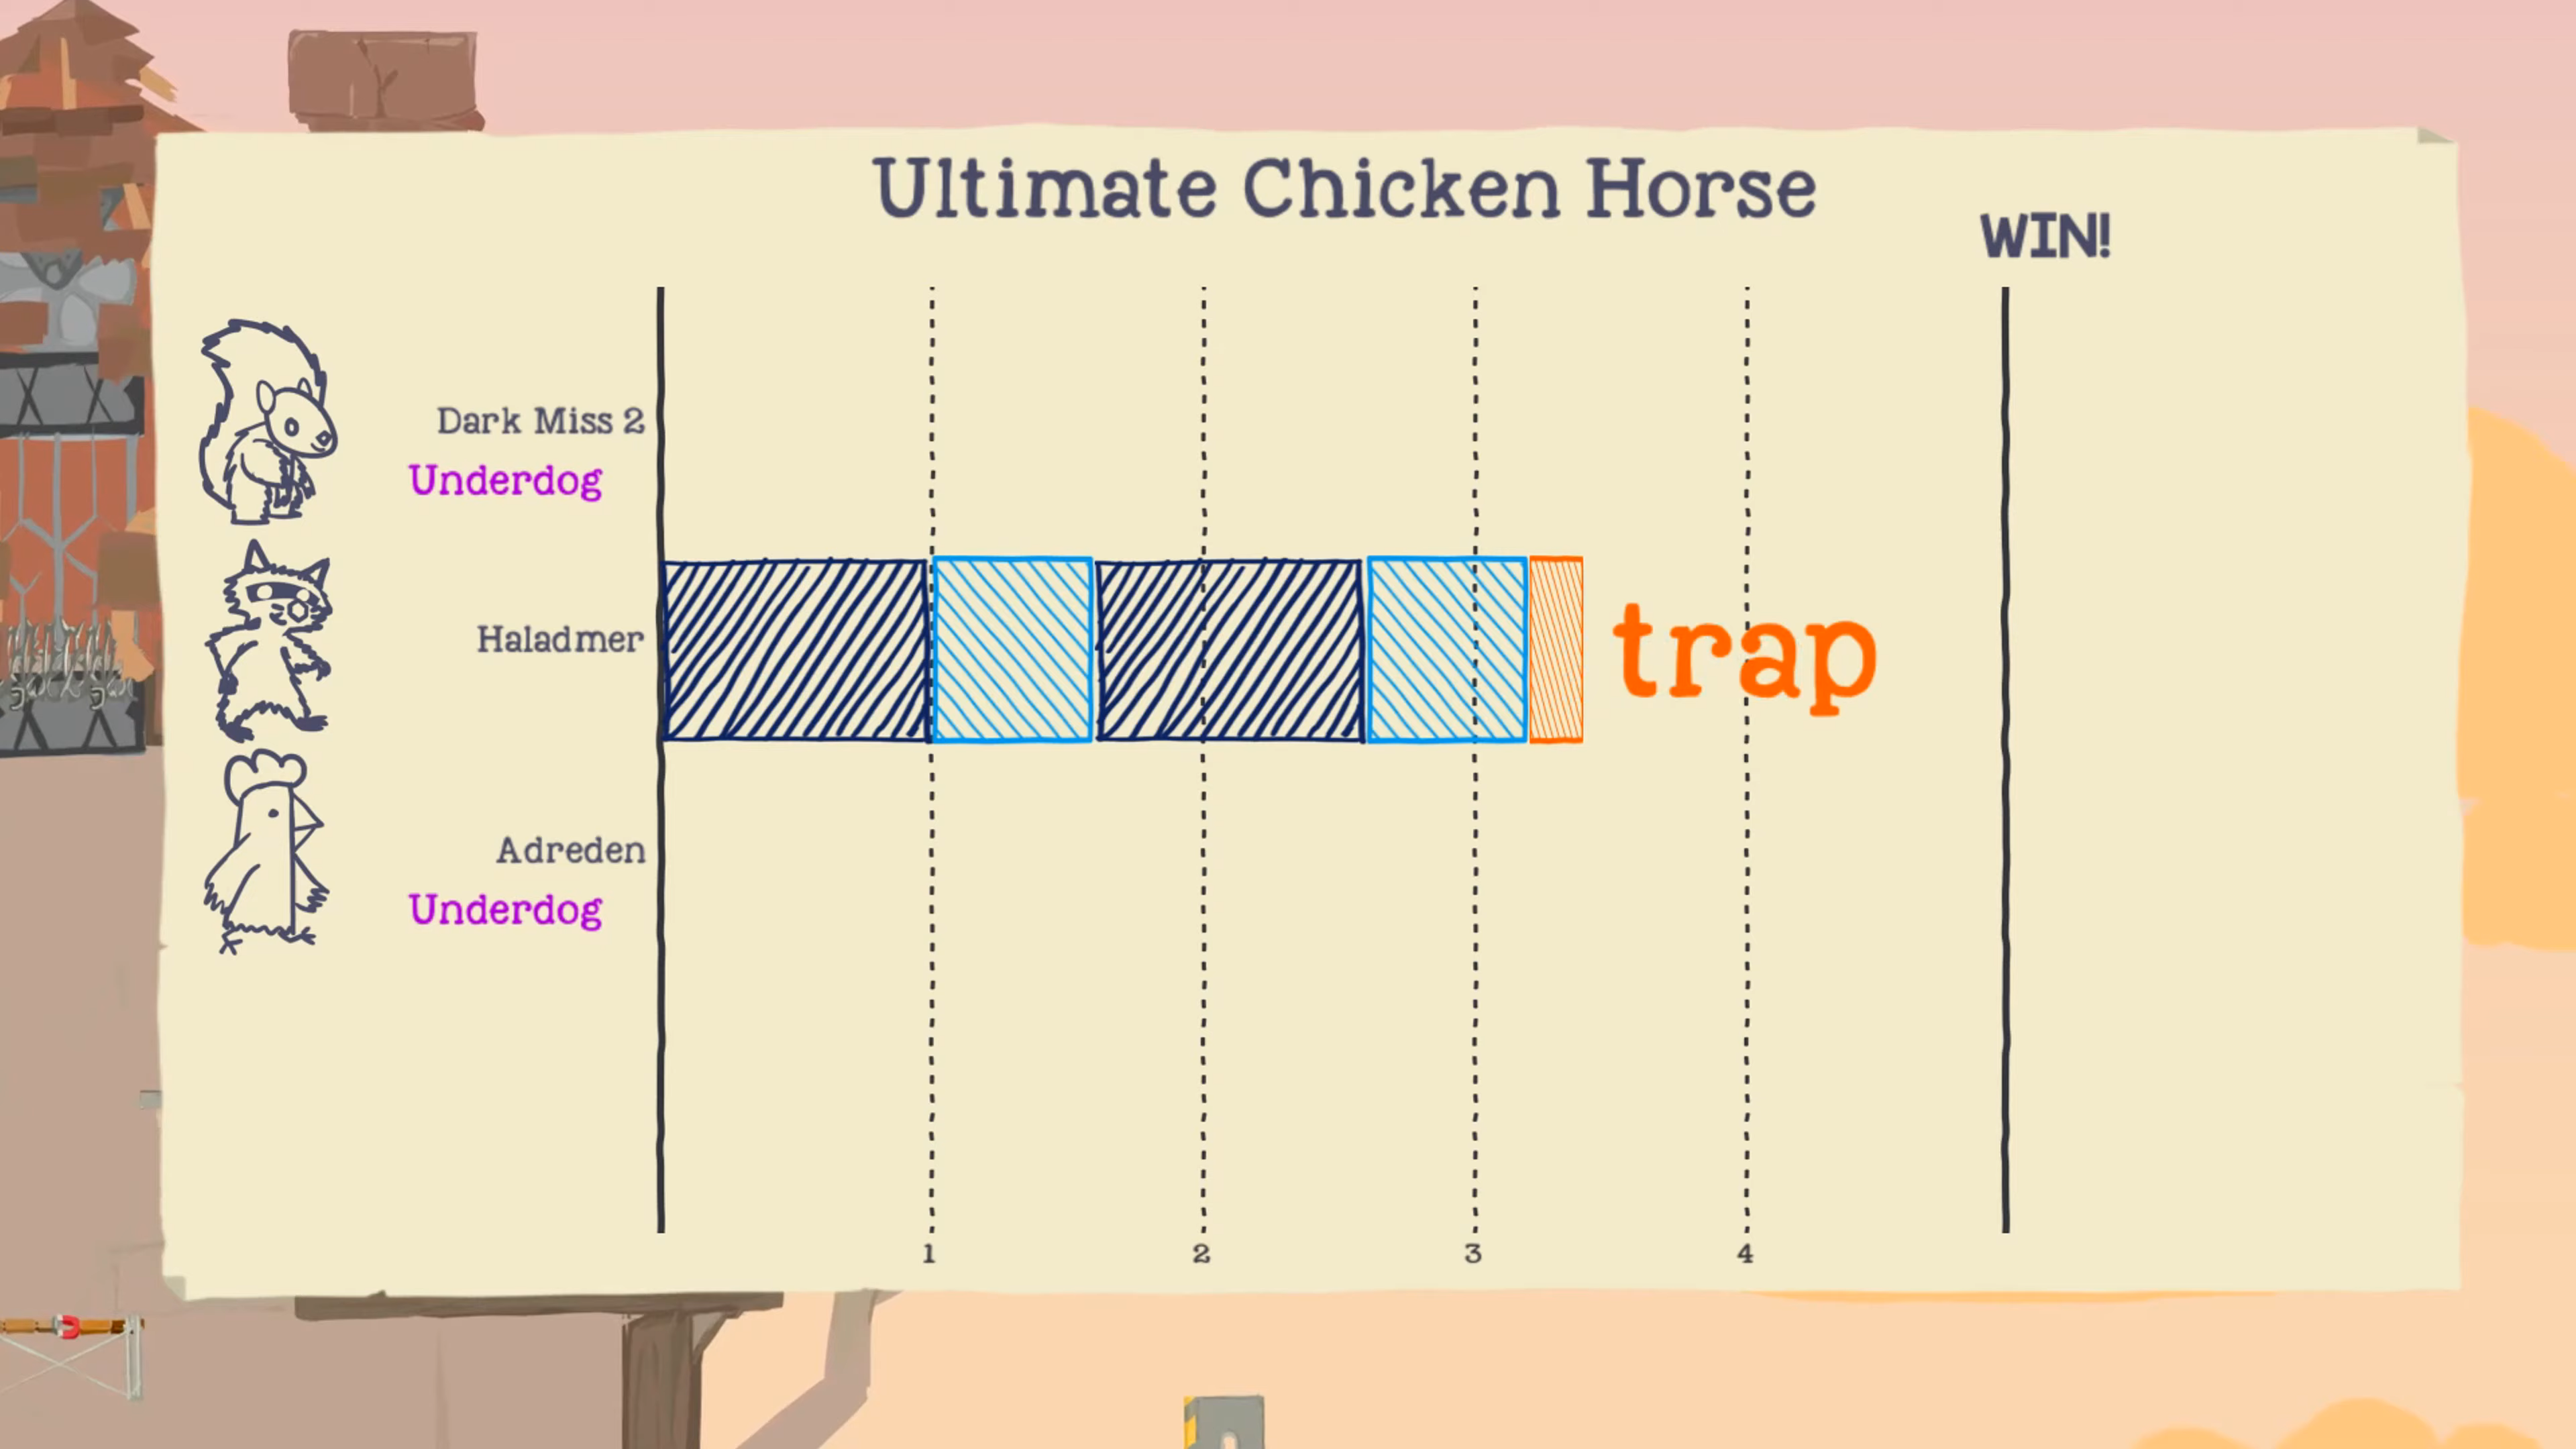 Ultimate Chicken Horse
WIN!
Dark Miss 2
Underdog
Haladmer
trap
Adreden
Underdog
1 2 3 4